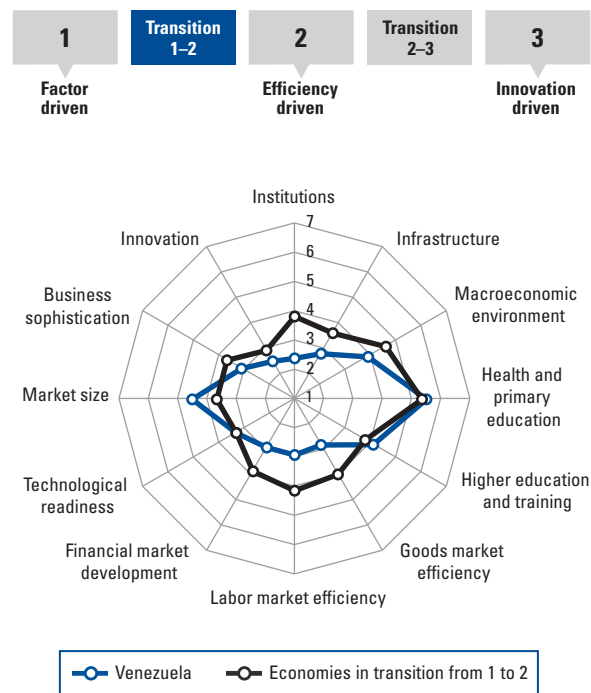 1
Transition
1–2
2
Transition
2–3
3
Factor
driven
Efficiency
driven
Innovation
driven
Institutions
7
Innovation
Infrastructure
6
5
Business
sophistication
Macroeconomic
environment
4
3
2
Market size
1
Health and
primary
education
Technological
readiness
Higher education
and training
Financial market
development
Goods market
efficiency
Labor market efficiency
Venezuela
Economies in transition from 1 to 2